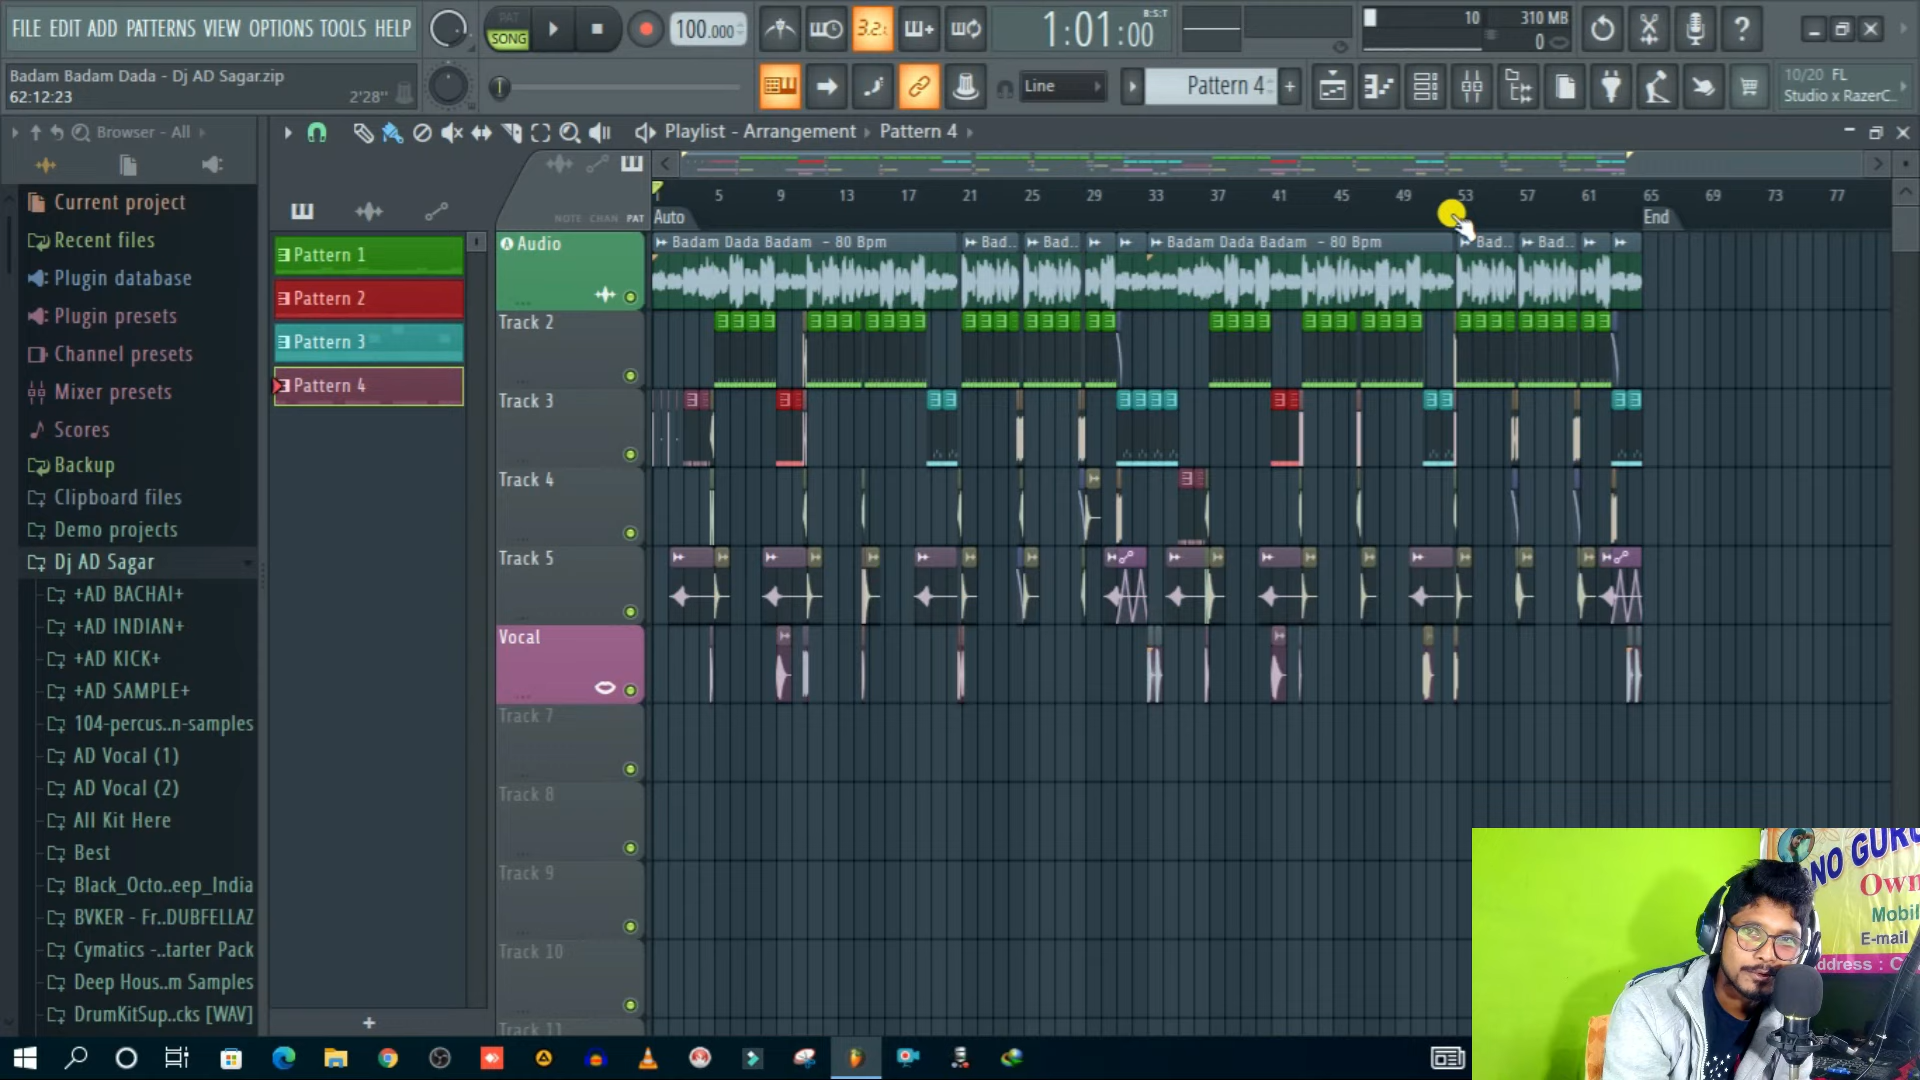 FILE EDIT ADD PATTERNS VIEW OPTIONS TOOLS HELP
PAT
SONG
100.000
3.2.
1:01:00
B:S:T
10
310 MB
0
Badam Badam Dada - Dj AD Sagar.zip
62:12:23
2'28"
Line
Pattern 4
10/20 FL
Studio x RazerC..
Browser - All
Playlist - Arrangement
Pattern 4
1
5
9
13
17
21
25
29
33
37
41
45
49
53
57
61
65
69
73
77
NOTE CHAN PAT
Auto
End
Current project
Recent files
Plugin database
Plugin presets
Channel presets
Mixer presets
Scores
Backup
Clipboard files
Demo projects
Dj AD Sagar
+AD BACHAI+
+AD INDIAN+
+AD KICK+
+AD SAMPLE+
104-percus..n-samples
AD Vocal (1)
AD Vocal (2)
All Kit Here
Best
Black_Octo..eep_India
BVKER - Fr..DUBFELLAZ
Cymatics -..tarter Pack
Deep Hous..m Samples
DrumKitSup..cks [WAV]
Pattern 1
Pattern 2
Pattern 3
Pattern 4
+
Audio
Badam Dada Badam - 80 Bpm
Bad..
Bad..
Badam Dada Badam - 80 Bpm
Bad..
Bad..
Track 2
Track 3
Track 4
Track 5
Vocal
Track 7
Track 8
Track 9
Track 10
Track 11
NO GURU
Own
Mobil
E-mail
ddress : C